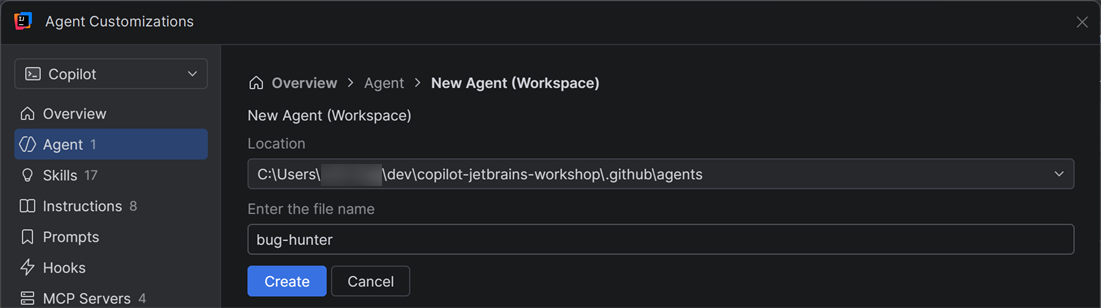 Agent Customizations
Copilot
Overview
Agent 1
Skills 17
Instructions 8
Prompts
Hooks
MCP Servers 4
Overview > Agent > New Agent (Workspace)
New Agent (Workspace)
Location
C:\Users\ \dev\copilot-jetbrains-workshop\.github\agents
Enter the file name
bug-hunter
Create Cancel